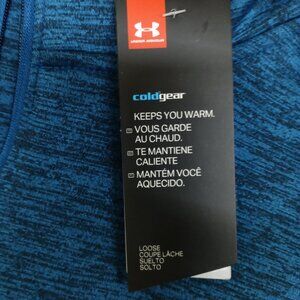 UNDER ARMOUR
coldgear
KEEPS YOU WARM.
VOUS GARDE
AU CHAUD.
TE MANTIENE
CALIENTE
MANTÉM VOCÊ
AQUECIDO.
LOOSE
COUPE LÂCHE
SUELTO
SOLTO